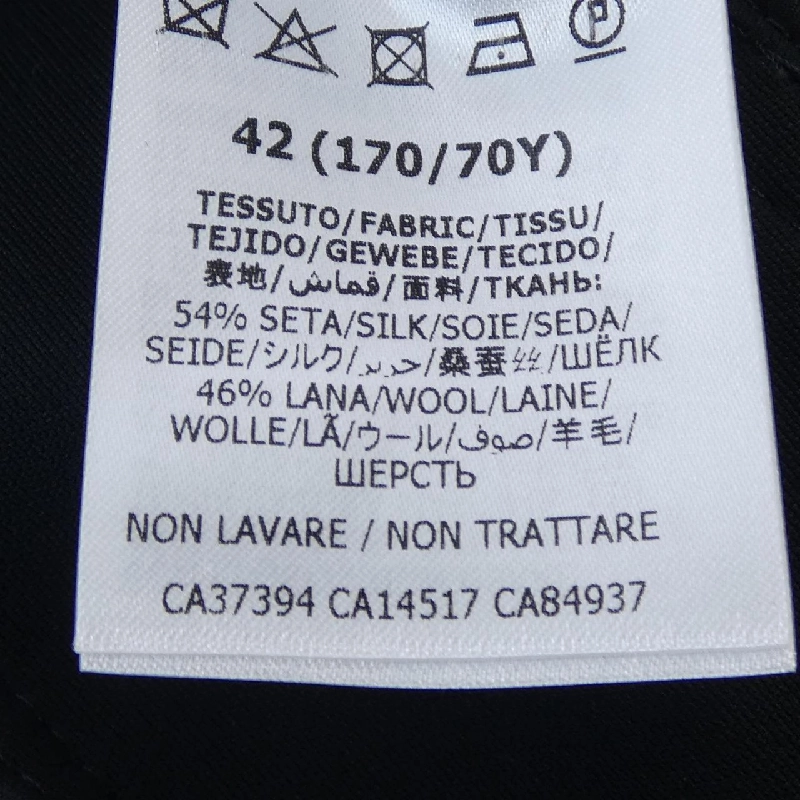 42 (170/70Y)
TESSUTO/FABRIC/TISSU/
TEJIDO/GEWEBE/TECIDO/
表地/قماش/面料/ТКАНЬ:
54% SETA/SILK/SOIE/SEDA/
SEIDE/シルク/حرير/桑蚕丝/ШЁЛК
46% LANA/WOOL/LAINE/
WOLLE/LÃ/ウール/صوف/羊毛/
ШЕРСТЬ
NON LAVARE / NON TRATTARE
CA37394 CA14517 CA84937